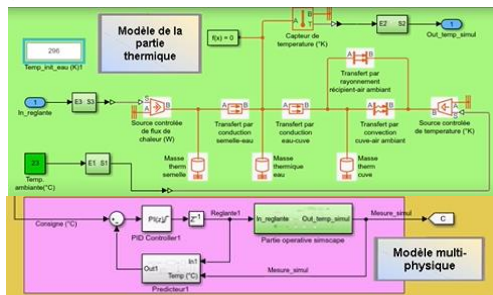 296
Temp_init_eau (K)1
Modèle de la
partie
thermique
f(x) = 0
A
B
T
Capteur de
température (°K)
E2 S2
1
Out_temp_simul
Transfert par
rayonnement
récipient-air ambiant
1
In_reglante
E3 S3
S
A
B
Source controlée
de flux de
chaleur (W)
A B
Transfert par
conduction
semelle-eau
A B
Transfert par
conduction
eau-cuve
A B
Transfert par
convection
cuve-air ambiant
Source controlée
de température (°K)
23
Temp.
ambiante(°C)
E1 S1
Masse
therm
semelle
Masse
thermique
eau
Masse
therm
cuve
Consigne (°C)
PI(z)
PID Controller1
Z-1
Reglante1
In_reglante Out_temp_simul
Partie operative simscape
Mesure_simul
C
Out1
In1
Temp (°C)
Predicteur1
Mesure_simul
Modèle multi-
physique